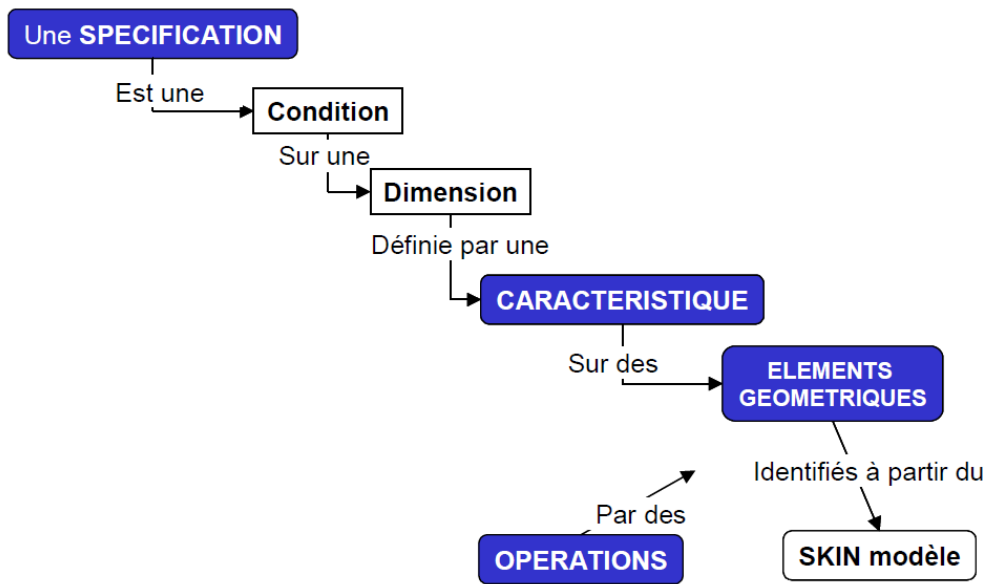 Une SPECIFICATION
Est une
Condition
Sur une
Dimension
Définie par une
CARACTERISTIQUE
Sur des
ELEMENTS
GEOMETRIQUES
Identifiés à partir du
Par des
OPERATIONS
SKIN modèle